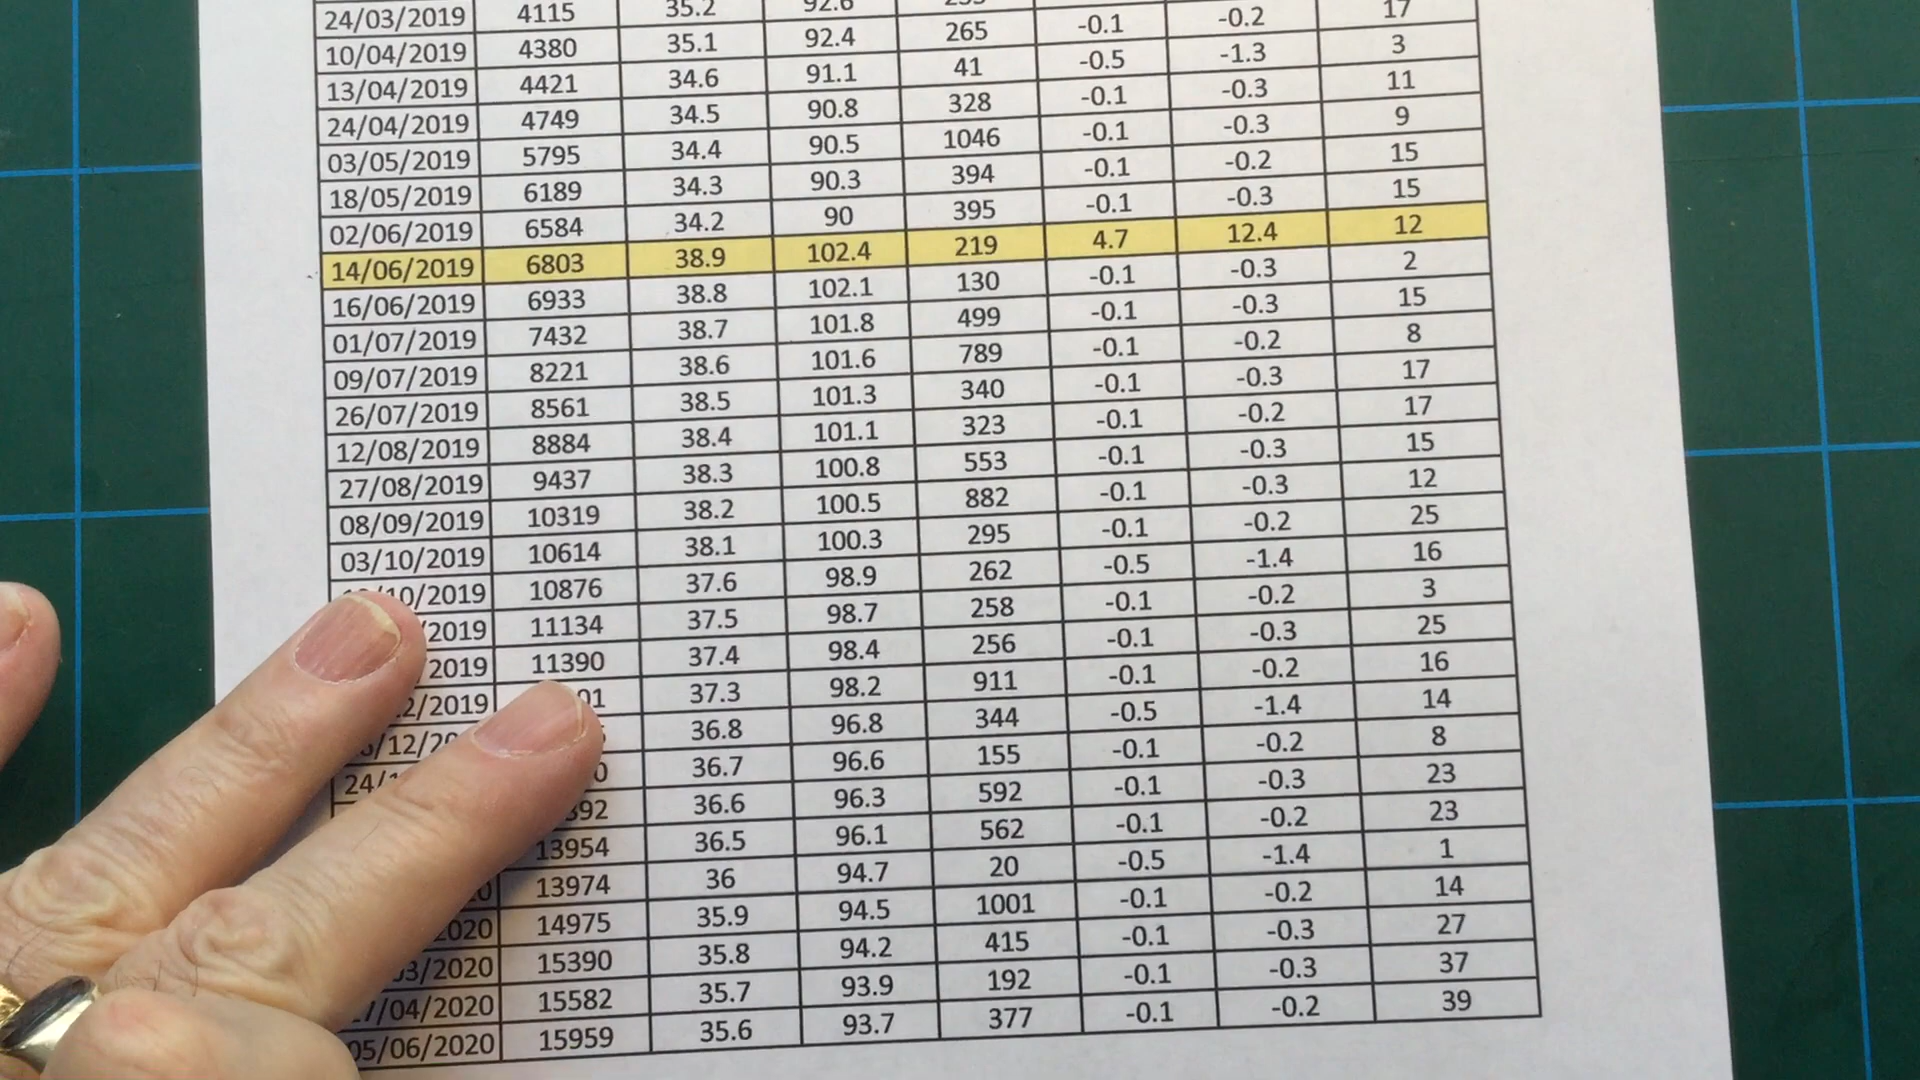 24/03/2019 4115 35.2 92.6
10/04/2019 4380 35.1 92.4 265 -0.1 -0.2 17
13/04/2019 4421 34.6 91.1 41 -0.5 -1.3 3
24/04/2019 4749 34.5 90.8 328 -0.1 -0.3 11
03/05/2019 5795 34.4 90.5 1046 -0.1 -0.3 9
18/05/2019 6189 34.3 90.3 394 -0.1 -0.2 15
02/06/2019 6584 34.2 90 395 -0.1 -0.3 15
14/06/2019 6803 38.9 102.4 219 4.7 12.4 12
16/06/2019 6933 38.8 102.1 130 -0.1 -0.3 2
01/07/2019 7432 38.7 101.8 499 -0.1 -0.3 15
09/07/2019 8221 38.6 101.6 789 -0.1 -0.2 8
26/07/2019 8561 38.5 101.3 340 -0.1 -0.3 17
12/08/2019 8884 38.4 101.1 323 -0.1 -0.2 17
27/08/2019 9437 38.3 100.8 553 -0.1 -0.3 15
08/09/2019 10319 38.2 100.5 882 -0.1 -0.3 12
03/10/2019 10614 38.1 100.3 295 -0.1 -0.2 25
/10/2019 10876 37.6 98.9 262 -0.5 -1.4 16
/2019 11134 37.5 98.7 258 -0.1 -0.2 3
2019 11390 37.4 98.4 256 -0.1 -0.3 25
2/2019 01 37.3 98.2 911 -0.1 -0.2 16
/12/20 36.8 96.8 344 -0.5 -1.4 14
24/ 0 36.7 96.6 155 -0.1 -0.2 8
392 36.6 96.3 592 -0.1 -0.3 23
13954 36.5 96.1 562 -0.1 -0.2 23
13974 36 94.7 20 -0.5 -1.4 1
2020 14975 35.9 94.5 1001 -0.1 -0.2 14
03/2020 15390 35.8 94.2 415 -0.1 -0.3 27
7/04/2020 15582 35.7 93.9 192 -0.1 -0.3 37
05/06/2020 15959 35.6 93.7 377 -0.1 -0.2 39